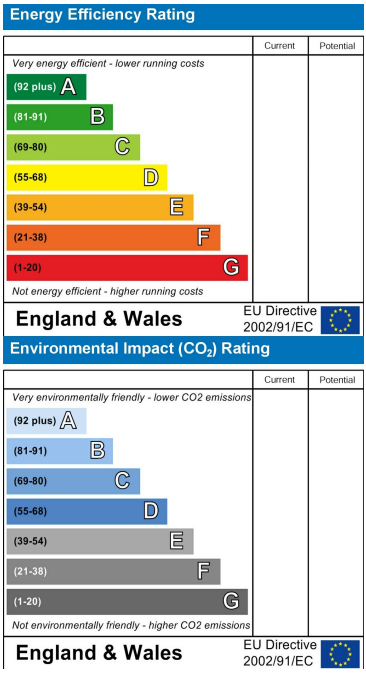 Energy Efficiency Rating
Current Potential
Very energy efficient - lower running costs
(92 plus) A
(81-91) B
(69-80) C
(55-68) D
(39-54) E
(21-38) F
(1-20) G
Not energy efficient - higher running costs
England & Wales
EU Directive
2002/91/EC
Environmental Impact (CO₂) Rating
Current Potential
Very environmentally friendly - lower CO2 emissions
(92 plus) A
(81-91) B
(69-80) C
(55-68) D
(39-54) E
(21-38) F
(1-20) G
Not environmentally friendly - higher CO2 emissions
England & Wales
EU Directive
2002/91/EC